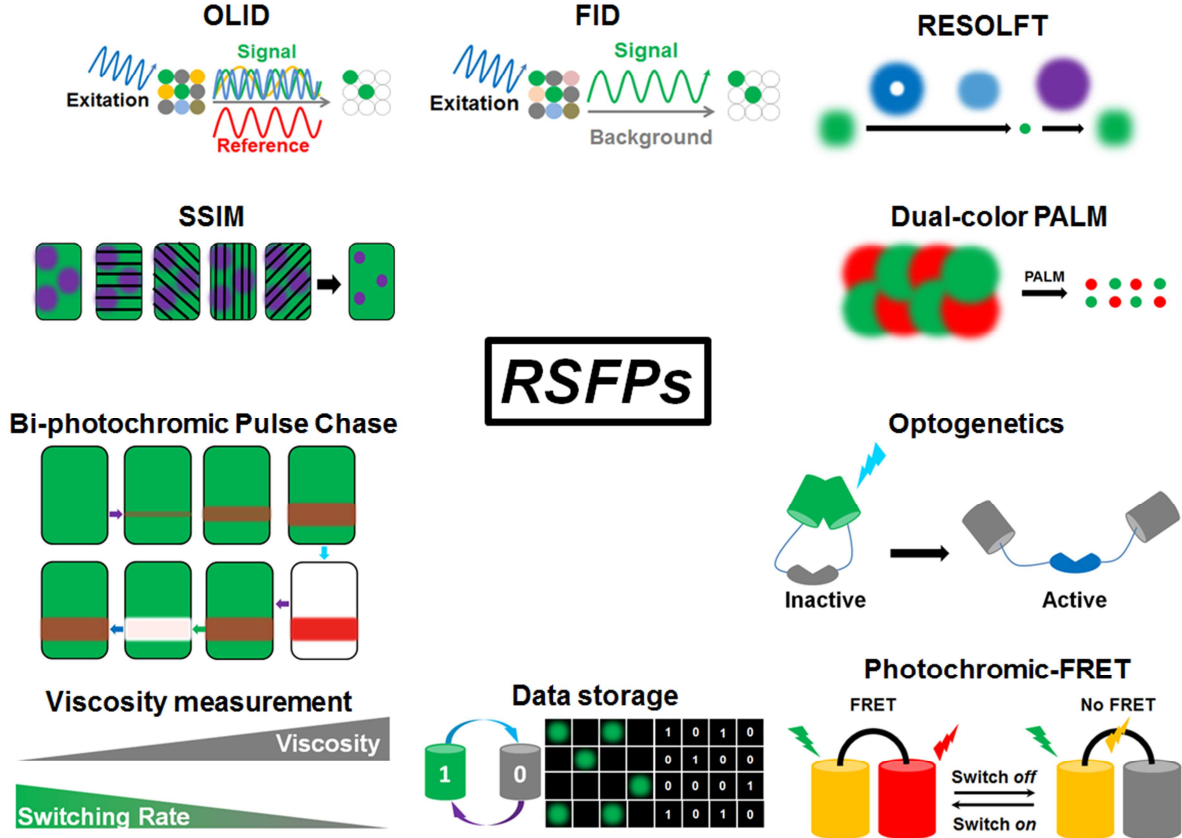 OLID
FID
RESOLFT
Signal
Exitation
Reference
Signal
Exitation
Background
SSIM
Dual-color PALM
PALM
RSFPs
Bi-photochromic Pulse Chase
Optogenetics
Inactive
Active
Viscosity measurement
Viscosity
Switching Rate
Data storage
1
0
1 0 1 0
0 1 0 0
0 0 0 1
1 0 1 0
Photochromic-FRET
FRET
No FRET
Switch off
Switch on